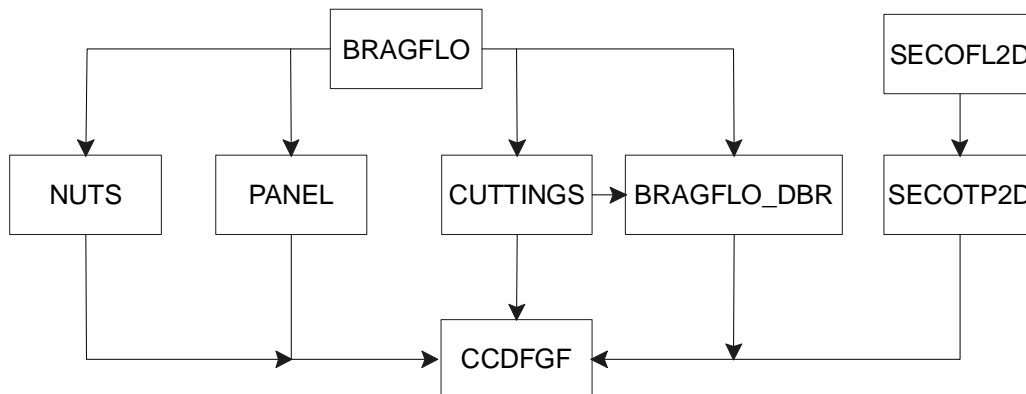 BRAGFLO
SECOFL2D
NUTS
PANEL
CUTTINGS
BRAGFLO_DBR
SECOTP2D
CCDFGF